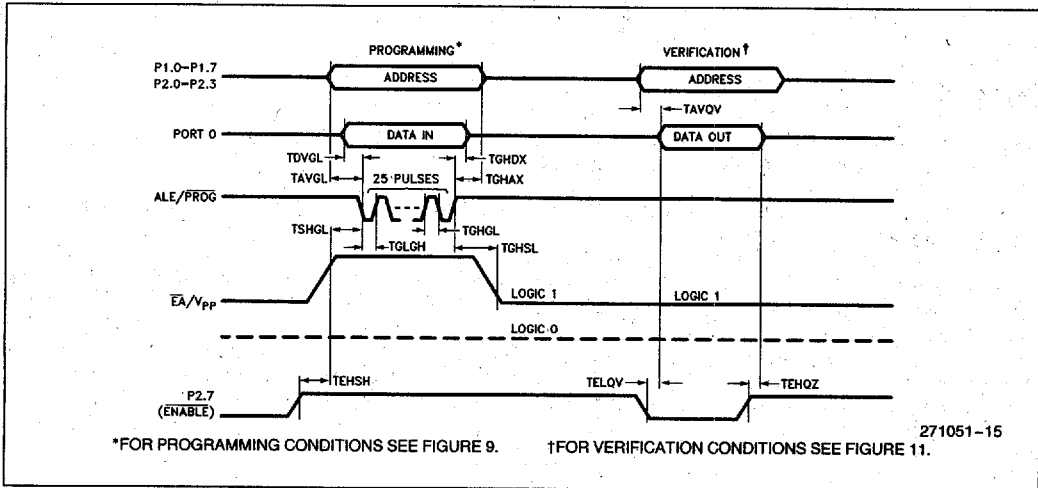 PROGRAMMING* VERIFICATION†
P1.0–P1.7
P2.0–P2.3
ADDRESS ADDRESS
TAVQV
PORT 0 DATA IN DATA OUT
TDVGL TGHDX
TAVGL 25 PULSES TGHAX
ALE/PROG
TSHGL TGHGL
TGLGH TGHSL
EA/VPP LOGIC 1 LOGIC 1
LOGIC 0
TEHSH TELQV TEHQZ
P2.7
(ENABLE)
271051–15
*FOR PROGRAMMING CONDITIONS SEE FIGURE 9. †FOR VERIFICATION CONDITIONS SEE FIGURE 11.